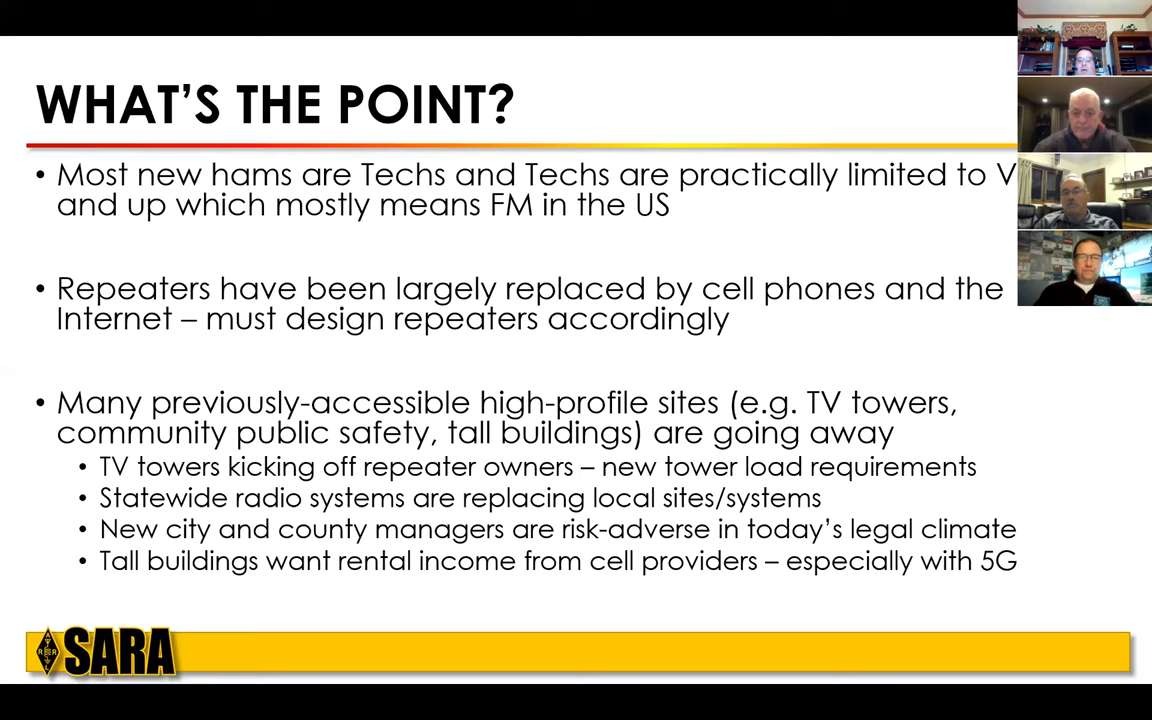 WHAT'S THE POINT?
• Most new hams are Techs and Techs are practically limited to V
and up which mostly means FM in the US
• Repeaters have been largely replaced by cell phones and the
Internet – must design repeaters accordingly
• Many previously-accessible high-profile sites (e.g. TV towers,
community public safety, tall buildings) are going away
• TV towers kicking off repeater owners – new tower load requirements
• Statewide radio systems are replacing local sites/systems
• New city and county managers are risk-adverse in today's legal climate
• Tall buildings want rental income from cell providers – especially with 5G
A
R R E
L
SARA